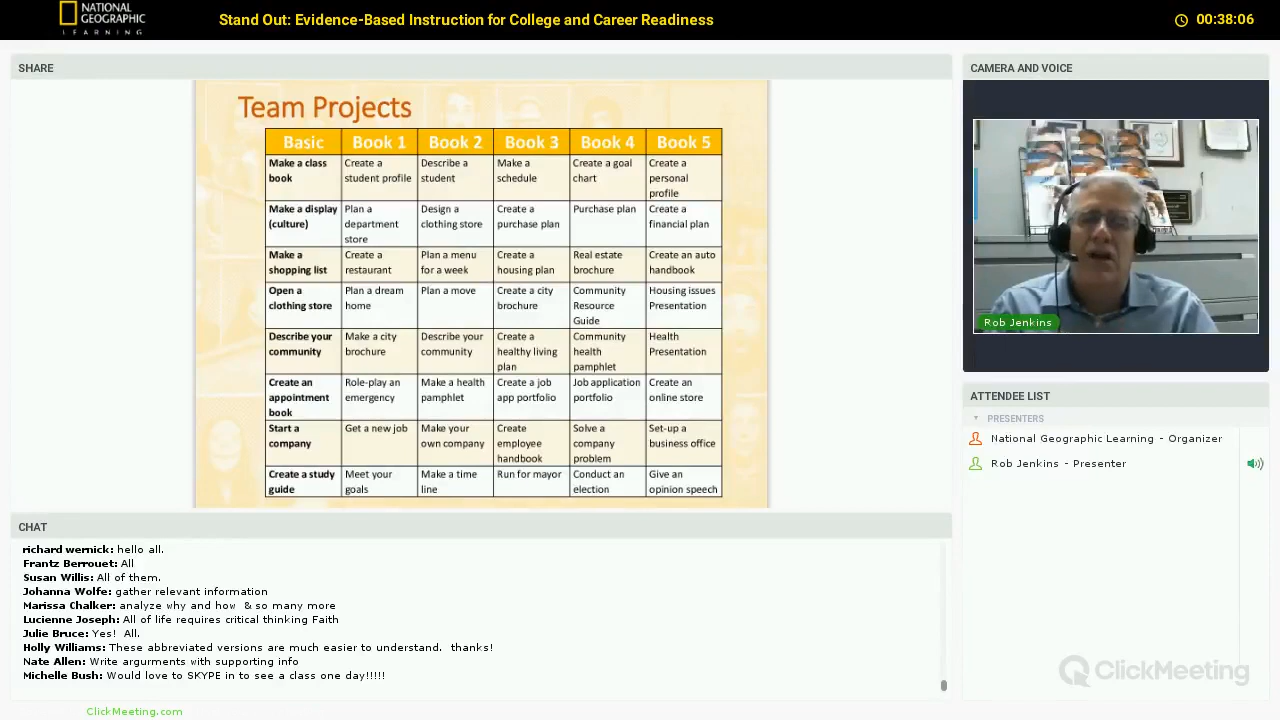 NATIONAL
GEOGRAPHIC
LEARNING
Stand Out: Evidence-Based Instruction for College and Career Readiness
00:38:06
SHARE
CAMERA AND VOICE
Team Projects
Basic Book 1 Book 2 Book 3 Book 4 Book 5
Make a class Create a Describe a Make a Create a goal Create a
book student profile student schedule chart personal
profile
Make a display Plan a Design a Create a Purchase plan Create a
(culture) department clothing store purchase plan financial plan
store
Make a Create a Plan a menu Create a Real estate Create an auto
shopping list restaurant for a week housing plan brochure handbook
Open a Plan a dream Plan a move Create a city Community Housing issues
clothing store home brochure Resource Presentation
Guide
Describe your Make a city Describe your Create a Community Health
community brochure community healthy living health Presentation
plan pamphlet
Create an Role-play an Make a health Create a job Job application Create an
appointment emergency pamphlet app portfolio portfolio online store
book
Start a Get a new job Make your Create Solve a Set-up a
company own company employee company business office
handbook problem
Create a study Meet your Make a time Run for mayor Conduct an Give an
guide goals line election opinion speech
Rob Jenkins
ATTENDEE LIST
PRESENTERS
National Geographic Learning - Organizer
Rob Jenkins - Presenter
CHAT
richard wernick: hello all.
Frantz Berrouet: All
Susan Willis: All of them.
Johanna Wolfe: gather relevant information
Marissa Chalker: analyze why and how & so many more
Lucienne Joseph: All of life requires critical thinking Faith
Julie Bruce: Yes! All.
Holly Williams: These abbreviated versions are much easier to understand. thanks!
Nate Allen: Write argurments with supporting info
Michelle Bush: Would love to SKYPE in to see a class one day!!!!!
ClickMeeting
ClickMeeting.com